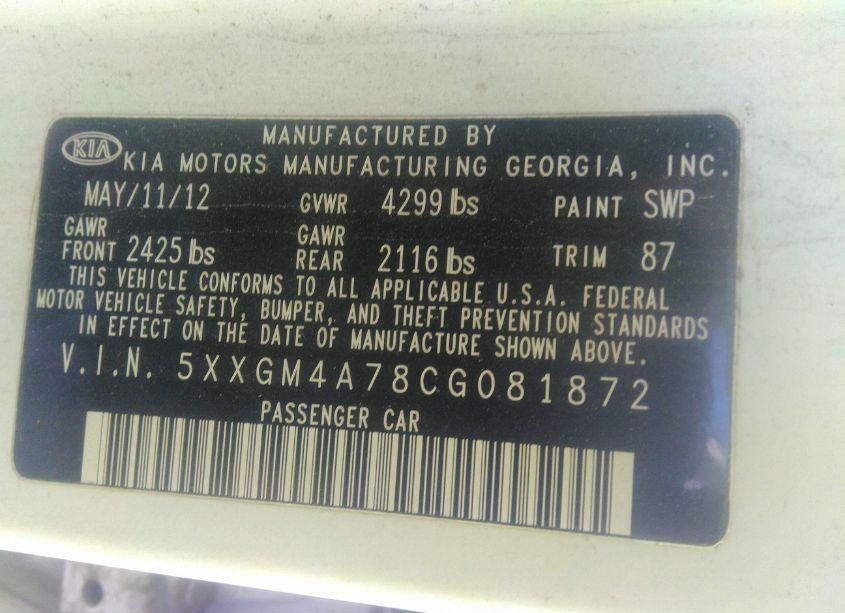 KIA
MANUFACTURED BY
KIA MOTORS MANUFACTURING GEORGIA, INC.
MAY/11/12 GVWR 4299 lbs PAINT SWP
GAWR FRONT 2425 lbs GAWR REAR 2116 lbs TRIM 87
THIS VEHICLE CONFORMS TO ALL APPLICABLE U.S.A. FEDERAL
MOTOR VEHICLE SAFETY, BUMPER, AND THEFT PREVENTION STANDARDS
IN EFFECT ON THE DATE OF MANUFACTURE SHOWN ABOVE.
V.I.N. 5XXGM4A78CG081872
PASSENGER CAR